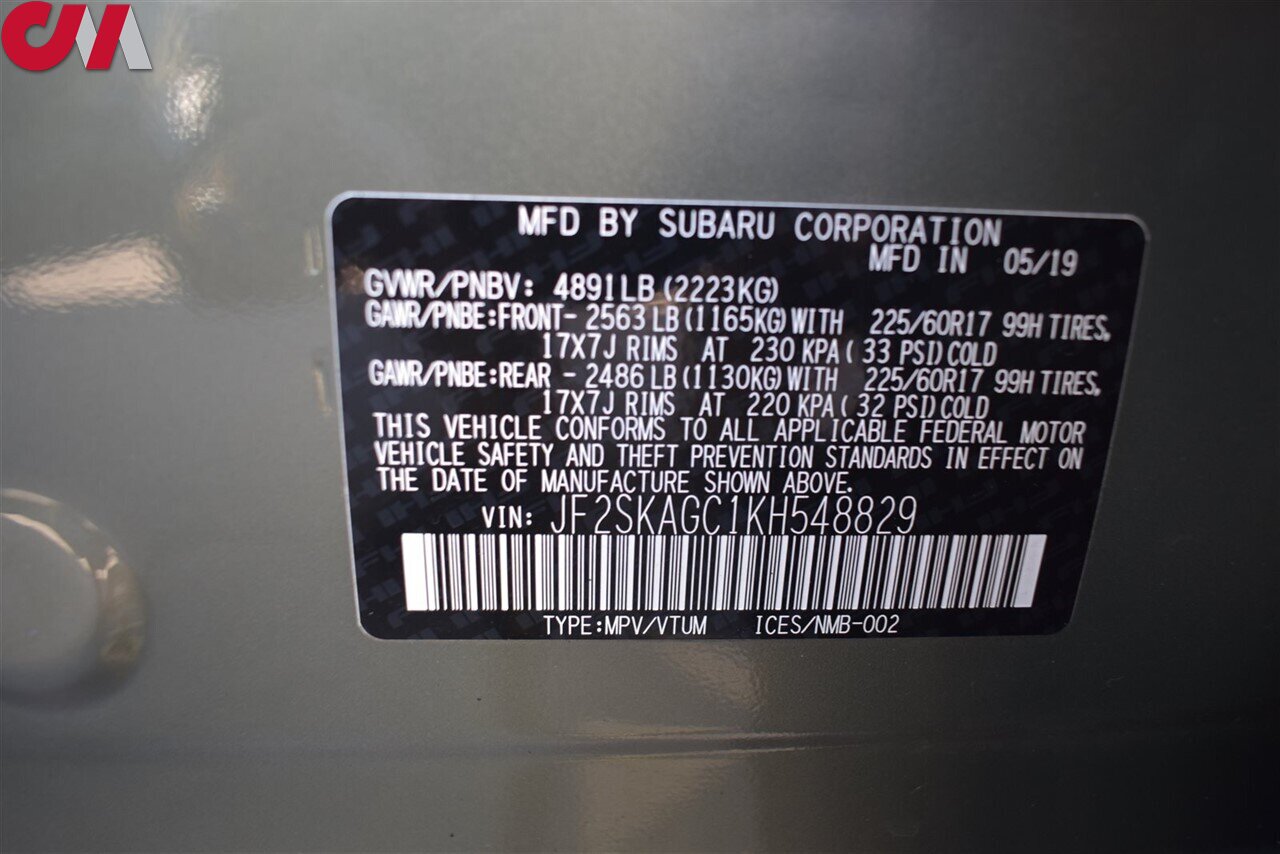 CM
MFD BY SUBARU CORPORATION
MFD IN 05/19
GVWR/PNBV: 4891LB (2223KG)
GAWR/PNBE:FRONT- 2563 LB (1165KG) WITH 225/60R17 99H TIRES,
17X7J RIMS AT 230 KPA ( 33 PSI) COLD
GAWR/PNBE:REAR - 2486 LB (1130KG) WITH 225/60R17 99H TIRES,
17X7J RIMS AT 220 KPA ( 32 PSI) COLD
THIS VEHICLE CONFORMS TO ALL APPLICABLE FEDERAL MOTOR
VEHICLE SAFETY AND THEFT PREVENTION STANDARDS IN EFFECT ON
THE DATE OF MANUFACTURE SHOWN ABOVE.
VIN: JF2SKAGC1KH548829
TYPE:MPV/VTUM ICES/NMB-002